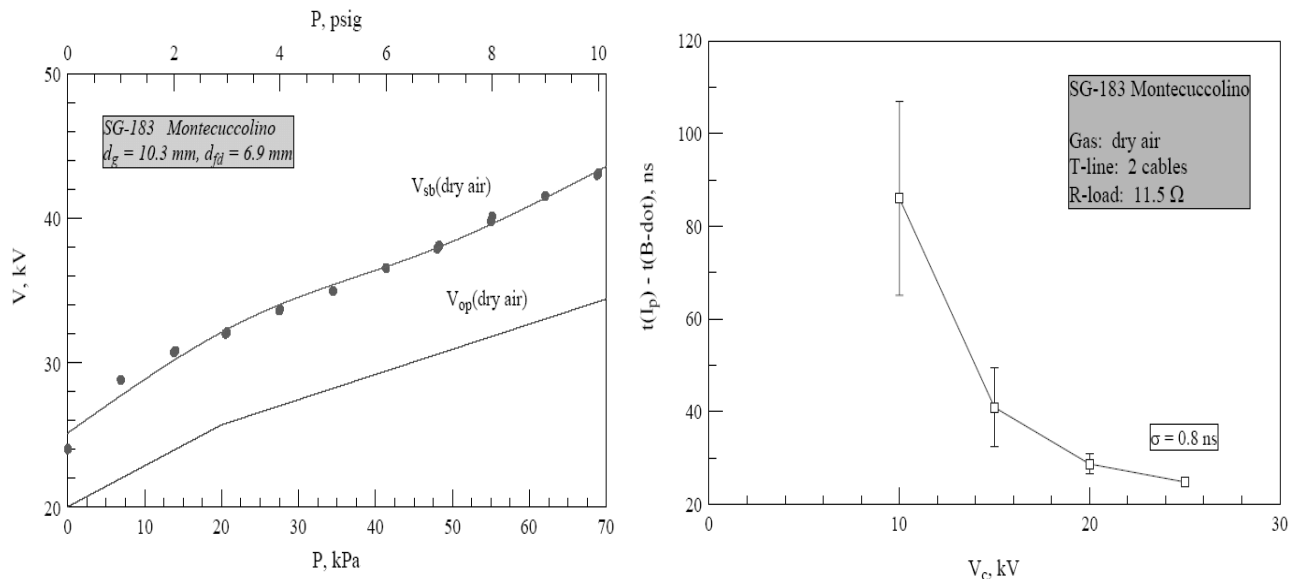 P, psig
0 2 4 6 8 10
50
40
30
20
V, kV
SG-183 Montecuccolino
d_g = 10.3 mm, d_fd = 6.9 mm
V_sb(dry air)
V_op(dry air)
0 10 20 30 40 50 60 70
P, kPa
120
100
80
60
40
20
t(I_p) - t(B-dot), ns
SG-183 Montecuccolino
Gas: dry air
T-line: 2 cables
R-load: 11.5 Ω
σ = 0.8 ns
0 10 20 30
V_c, kV